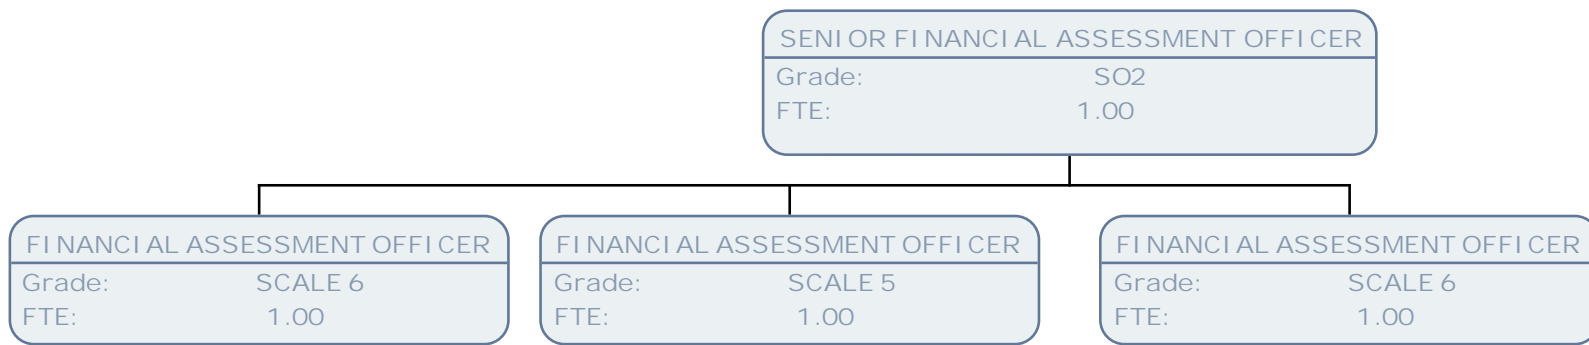 SENIOR FINANCIAL ASSESSMENT OFFICER
Grade: SO2
FTE: 1.00
FINANCIAL ASSESSMENT OFFICER
Grade: SCALE 6
FTE: 1.00
FINANCIAL ASSESSMENT OFFICER
Grade: SCALE 5
FTE: 1.00
FINANCIAL ASSESSMENT OFFICER
Grade: SCALE 6
FTE: 1.00